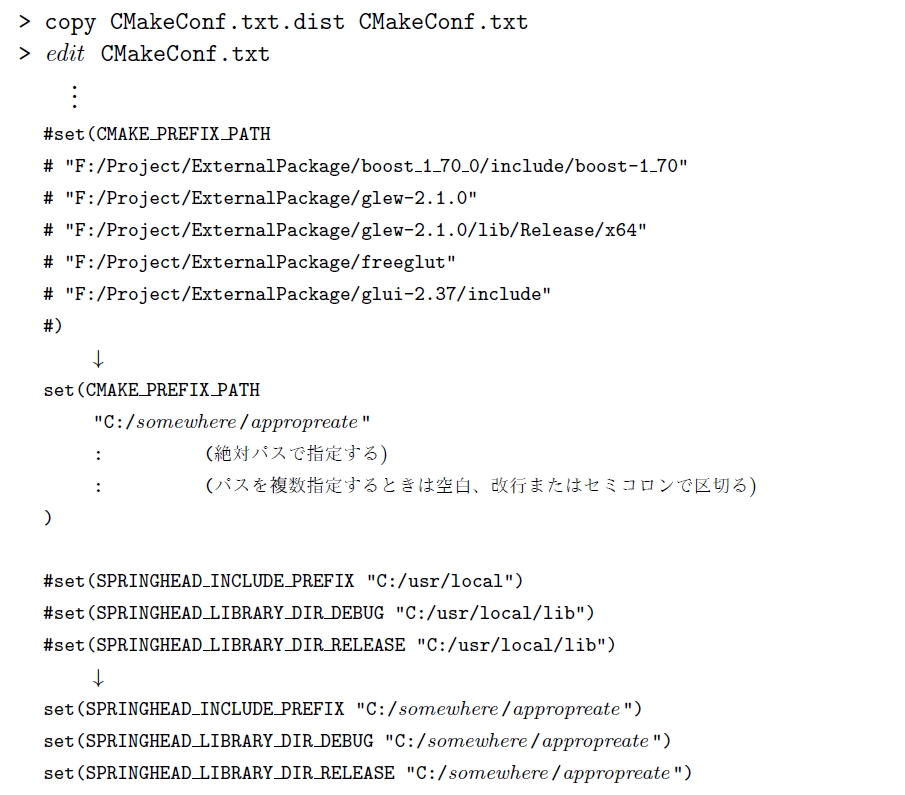 > copy CMakeConf.txt.dist CMakeConf.txt
> edit CMakeConf.txt
⋮
#set(CMAKE_PREFIX_PATH
# "F:/Project/ExternalPackage/boost_1_70_0/include/boost-1_70"
# "F:/Project/ExternalPackage/glew-2.1.0"
# "F:/Project/ExternalPackage/glew-2.1.0/lib/Release/x64"
# "F:/Project/ExternalPackage/freeglut"
# "F:/Project/ExternalPackage/glui-2.37/include"
#)
↓
set(CMAKE_PREFIX_PATH
"C:/somewhere/appropreate"
: (絶対パスで指定する)
: (パスを複数指定するときは空白、改行またはセミコロンで区切る)
)
#set(SPRINGHEAD_INCLUDE_PREFIX "C:/usr/local")
#set(SPRINGHEAD_LIBRARY_DIR_DEBUG "C:/usr/local/lib")
#set(SPRINGHEAD_LIBRARY_DIR_RELEASE "C:/usr/local/lib")
↓
set(SPRINGHEAD_INCLUDE_PREFIX "C:/somewhere/appropreate")
set(SPRINGHEAD_LIBRARY_DIR_DEBUG "C:/somewhere/appropreate")
set(SPRINGHEAD_LIBRARY_DIR_RELEASE "C:/somewhere/appropreate")